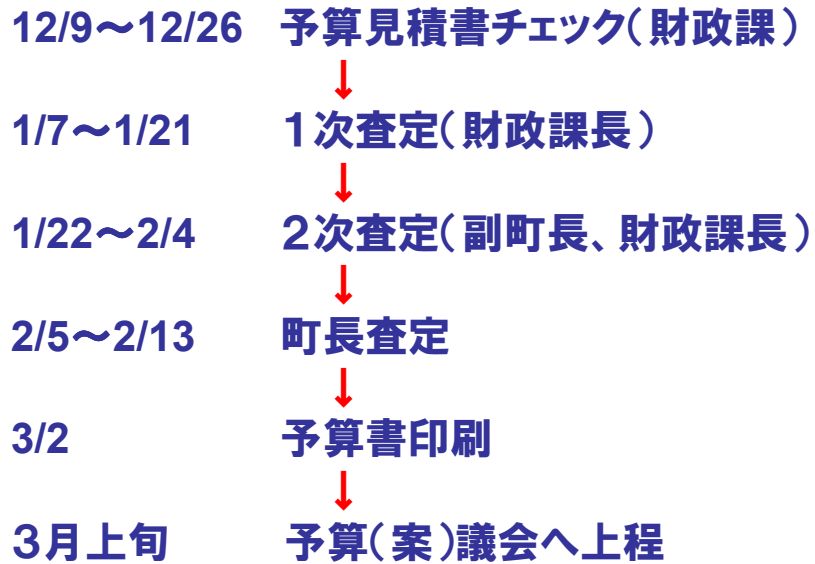 12/9～12/26 予算見積書チェック（財政課）
↓
1/7～1/21 １次査定（財政課長）
↓
1/22～2/4 ２次査定（副町長、財政課長）
↓
2/5～2/13 町長査定
↓
3/2 予算書印刷
↓
３月上旬 予算（案）議会へ上程